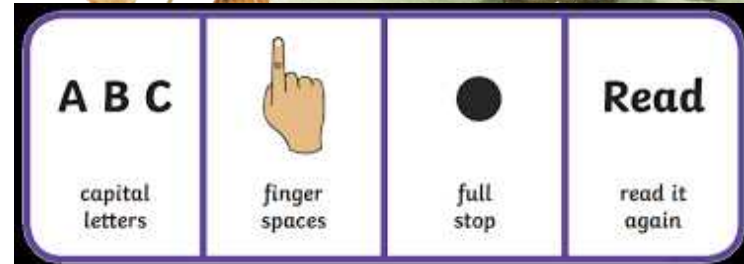 A B C
capital
letters
finger
spaces
full
stop
Read
read it
again